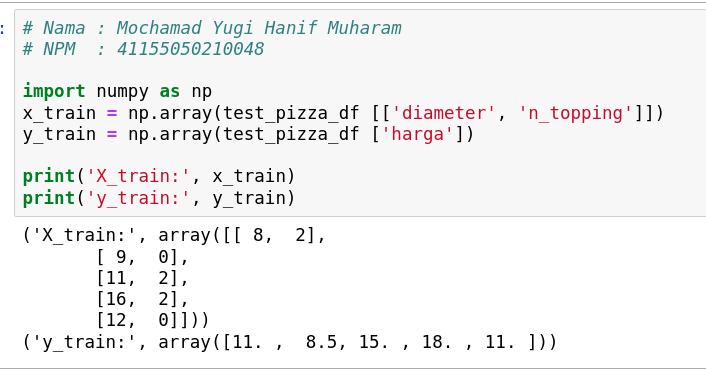 :
# Nama : Mochamad Yugi Hanif Muharam
# NPM  : 41155050210048
import numpy as np
x_train = np.array(test_pizza_df [['diameter', 'n_topping']])
y_train = np.array(test_pizza_df ['harga'])
print('X_train:', x_train)
print('y_train:', y_train)
('X_train:', array([[ 8,  2],
       [ 9,  0],
       [11,  2],
       [16,  2],
       [12,  0]]))
('y_train:', array([11. ,  8.5, 15. , 18. , 11. ]))